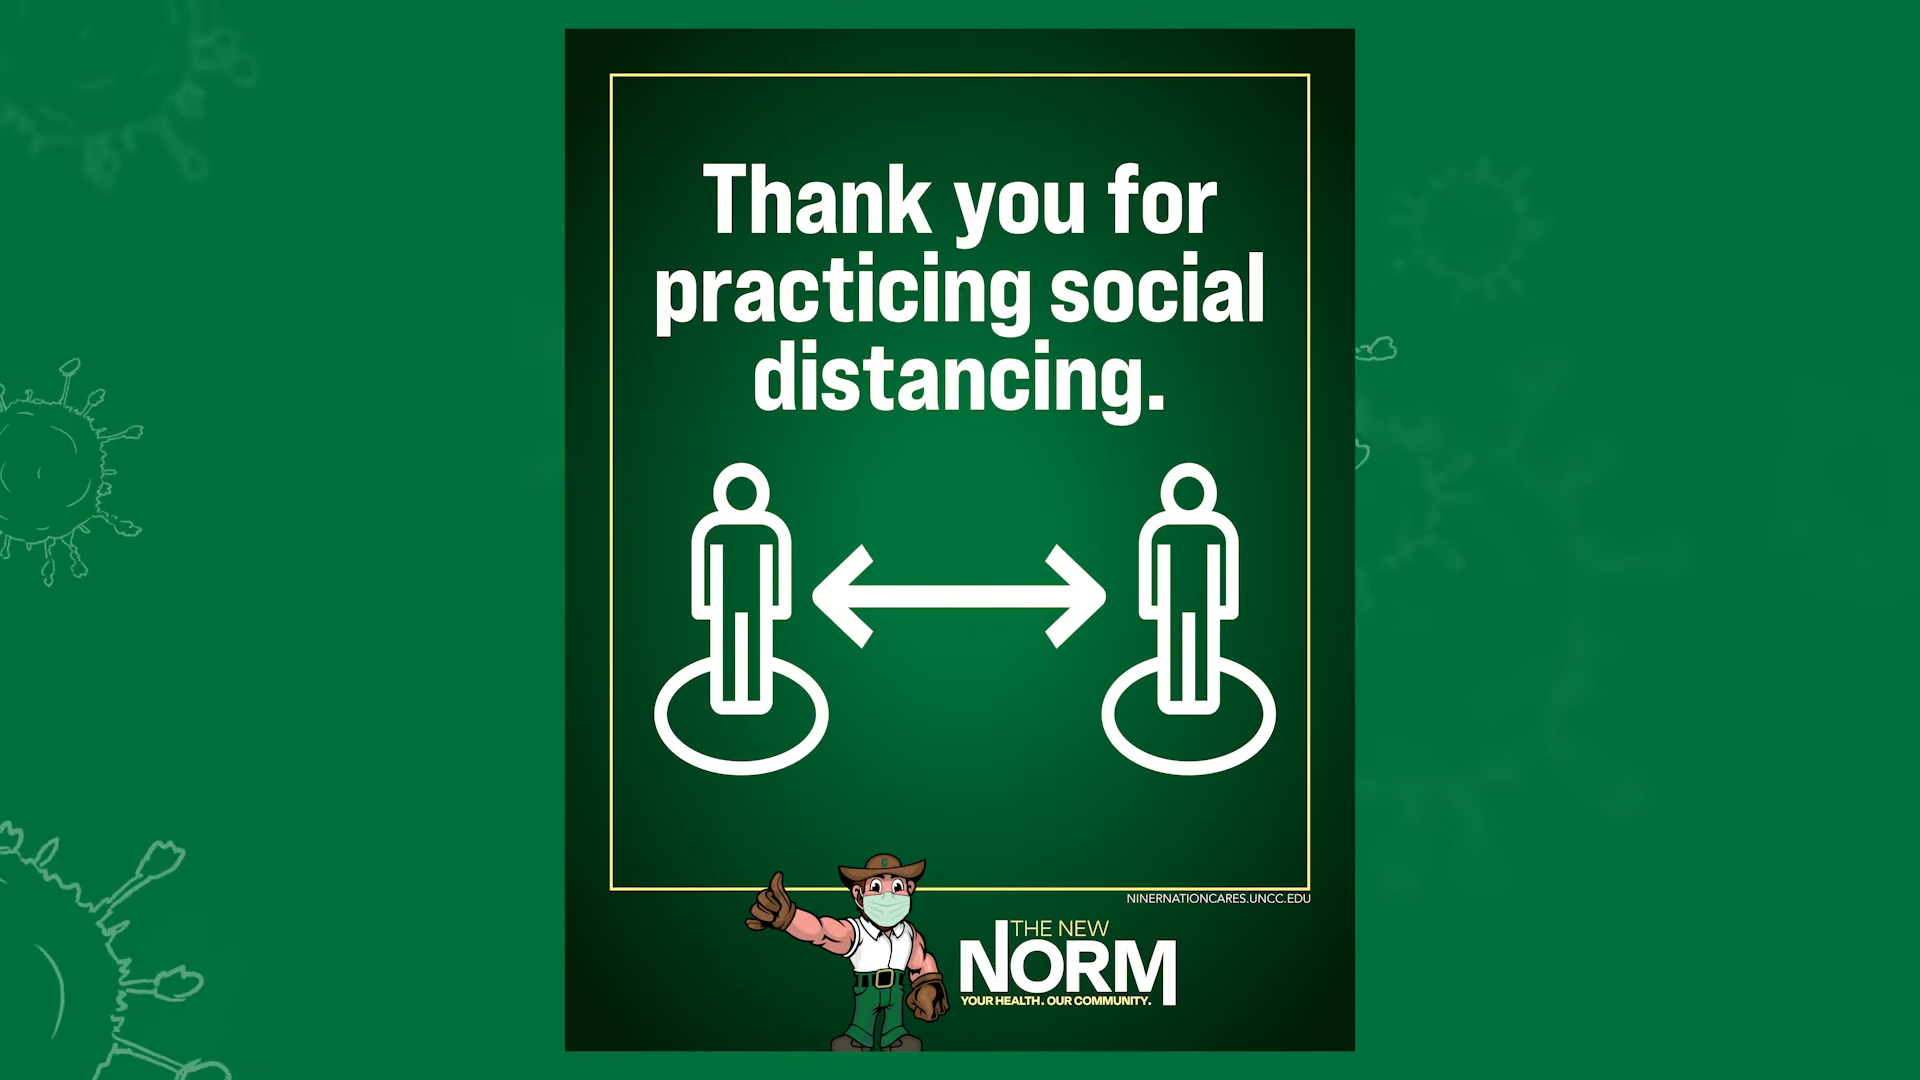 Thank you for
practicing social
distancing.
NINERNATIONCARES.UNCC.EDU
THE NEW
NORM
YOUR HEALTH. OUR COMMUNITY.